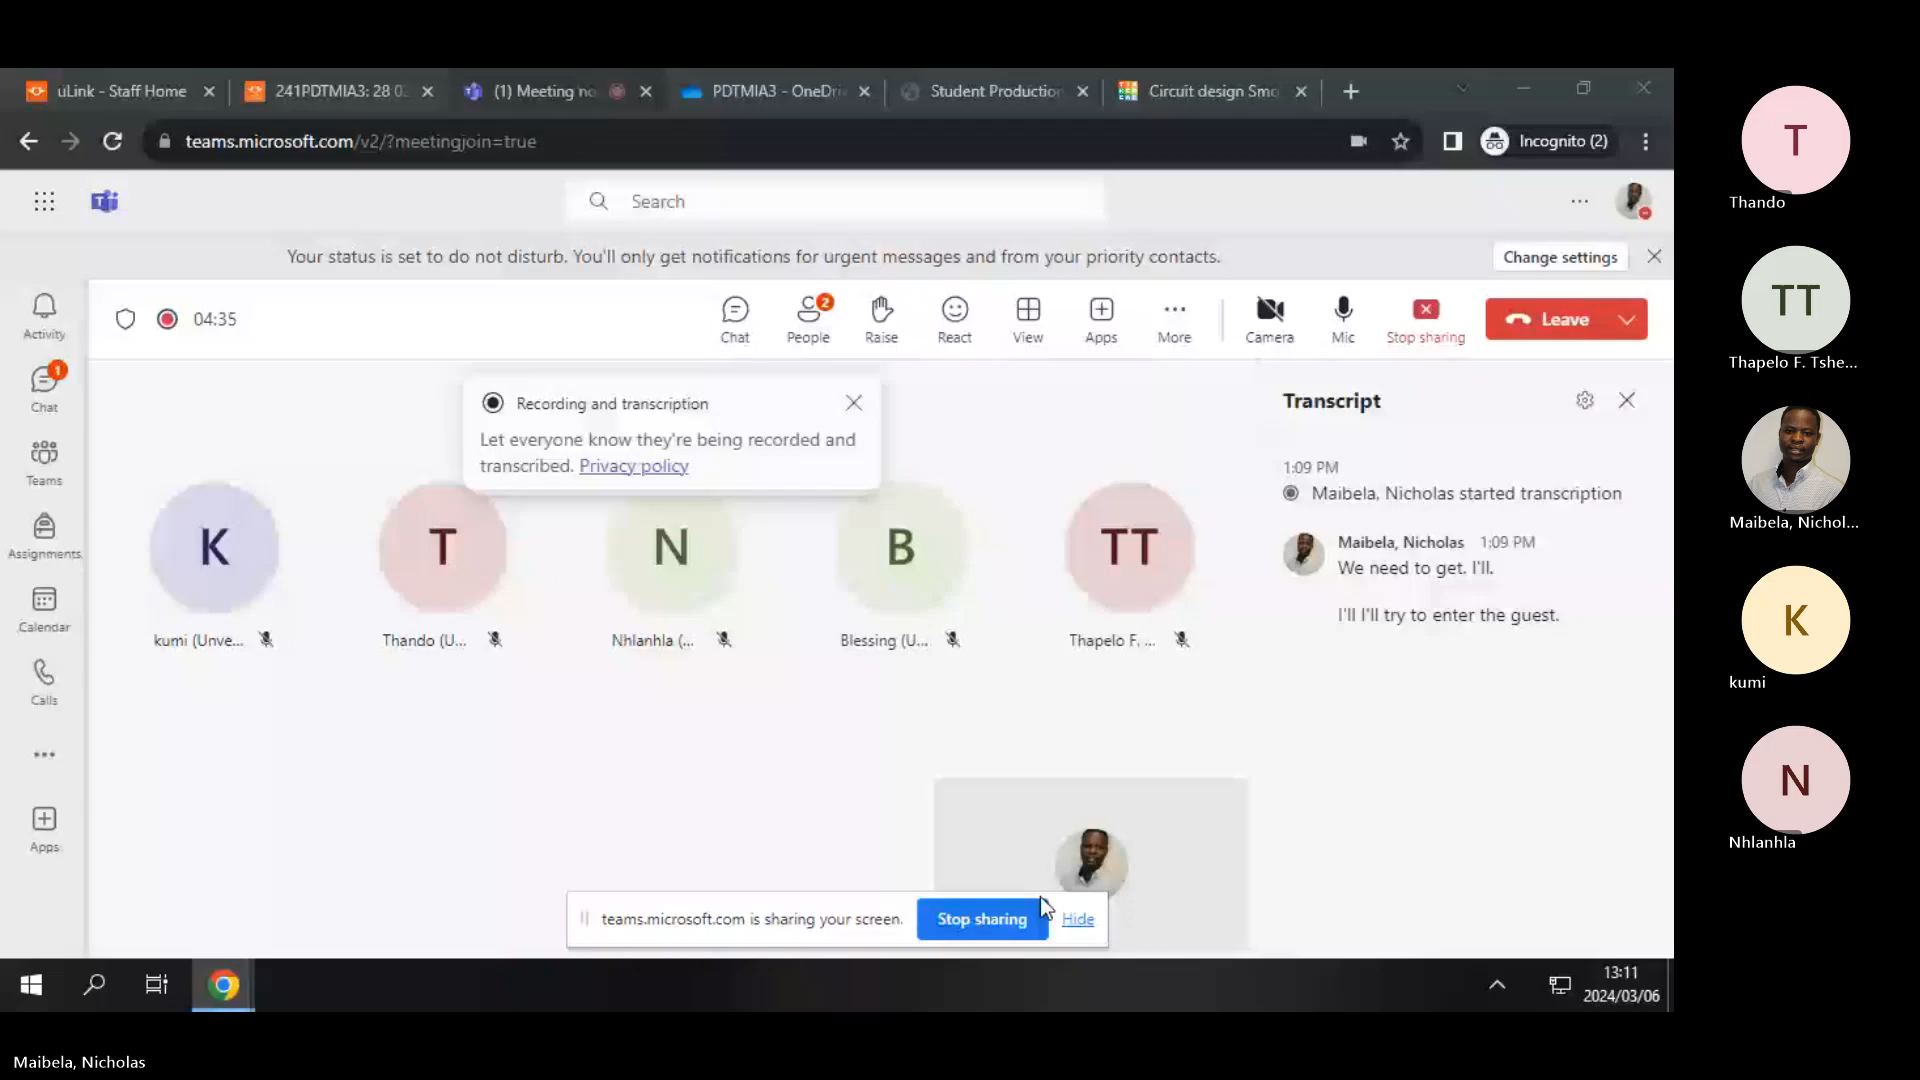 uLink - Staff Home
241PDTMIA3: 28 0
(1) Meeting no
PDTMIA3 - OneDri
Student Production
Circuit design Smo
teams.microsoft.com/v2/?meetingjoin=true
Incognito (2)
Search
Your status is set to do not disturb. You'll only get notifications for urgent messages and from your priority contacts.
Change settings
Activity
Chat
1
Teams
Assignments
Calendar
Calls
Apps
04:35
Chat
People
2
Raise
React
View
Apps
More
Camera
Mic
Stop sharing
Leave
Recording and transcription
Let everyone know they're being recorded and
transcribed. Privacy policy
K
T
N
B
TT
kumi (Unve...
Thando (U...
Nhlanhla (...
Blessing (U...
Thapelo F. ...
Transcript
1:09 PM
Maibela, Nicholas started transcription
Maibela, Nicholas 1:09 PM
We need to get. I'll.
I'll I'll try to enter the guest.
teams.microsoft.com is sharing your screen.
Stop sharing
Hide
13:11
2024/03/06
T
Thando
TT
Thapelo F. Tshe...
Maibela, Nichol...
K
kumi
N
Nhlanhla
Maibela, Nicholas